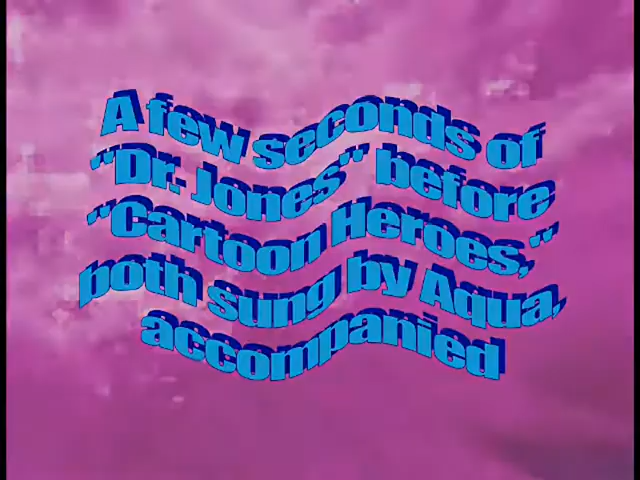 A few seconds of
"Dr. Jones" before
"Cartoon Heroes,"
both sung by Aqua,
accompanied